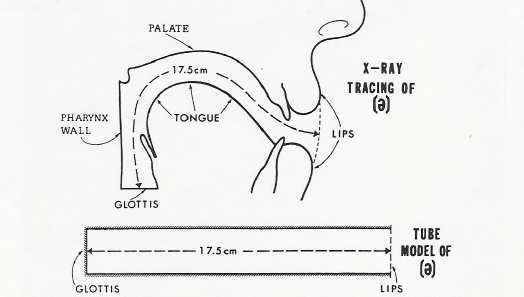 PALATE
17.5cm
X-RAY
TRACING OF
(ə)
PHARYNX
WALL
TONGUE
LIPS
GLOTTIS
17.5cm
TUBE
MODEL OF
(ə)
GLOTTIS
LIPS